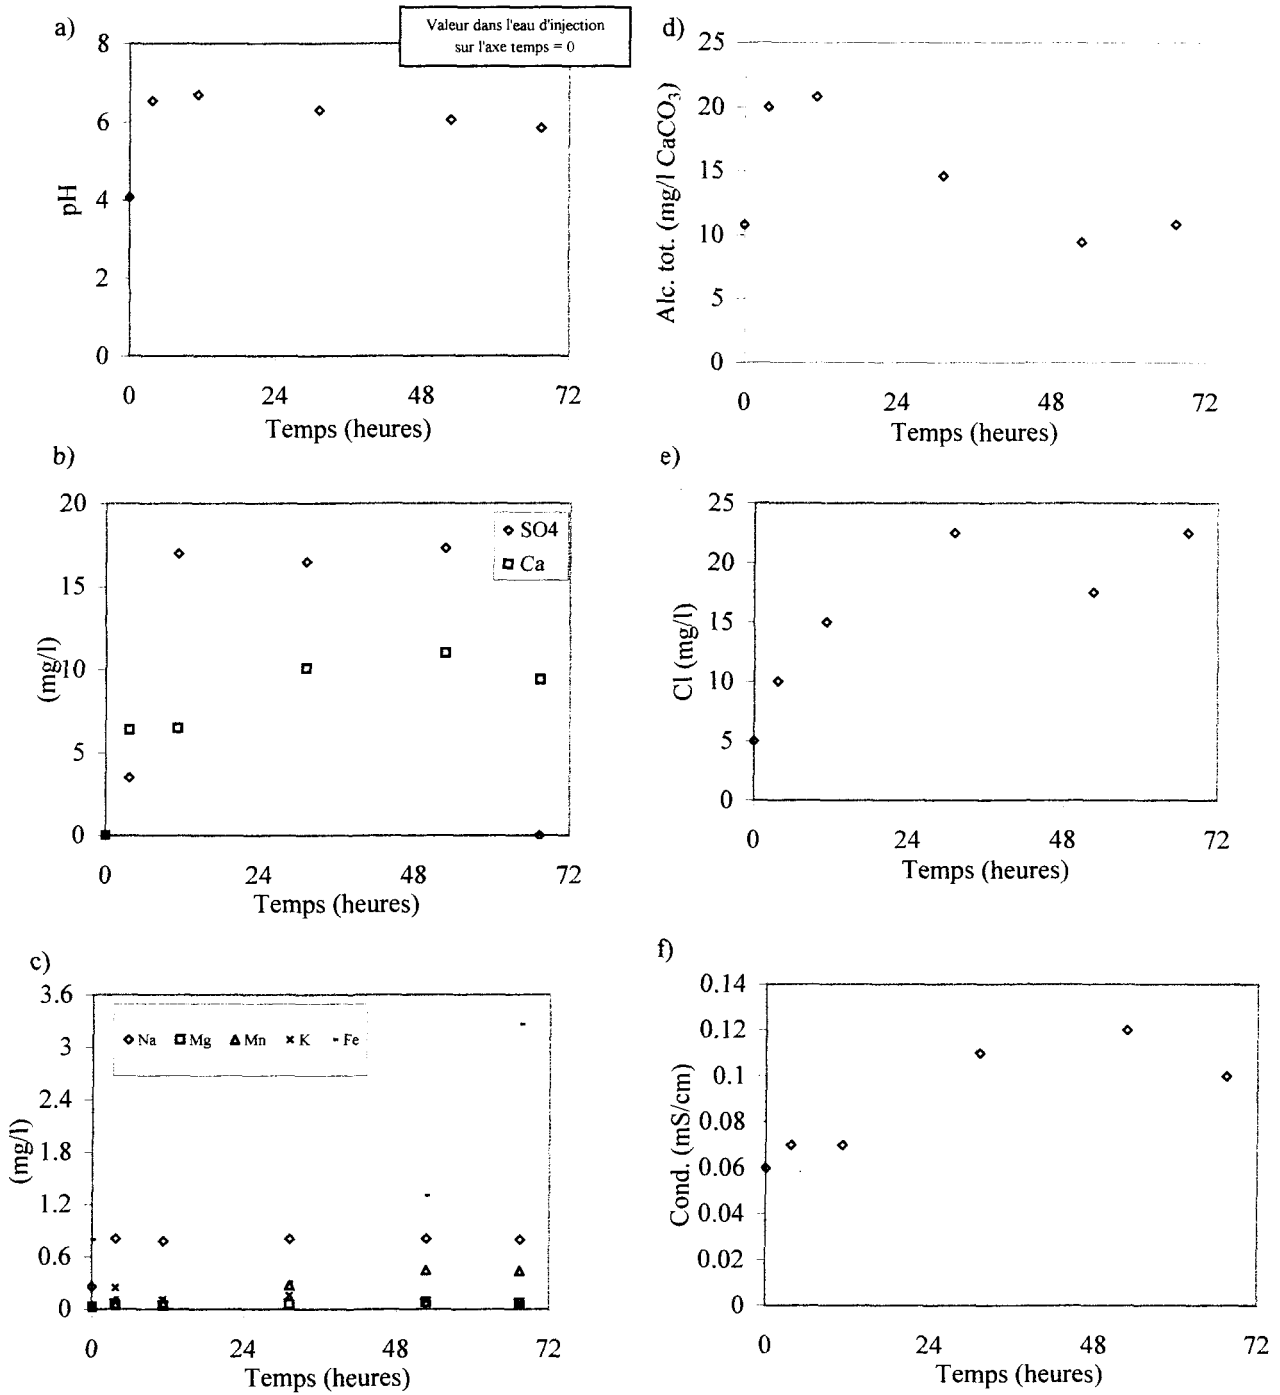 a)
Valeur dans l'eau d'injection
sur l'axe temps = 0
8
6
4
2
0
pH
0 24 48 72
Temps (heures)
d)
25
20
15
10
5
0
Alc. tot. (mg/l CaCO3)
0 24 48 72
Temps (heures)
b)
20
15
10
5
0
(mg/l)
SO4
Ca
0 24 48 72
Temps (heures)
e)
25
20
15
10
5
0
Cl (mg/l)
0 24 48 72
Temps (heures)
c)
3.6
3
2.4
1.8
1.2
0.6
0
(mg/l)
Na Mg Mn K Fe
0 24 48 72
Temps (heures)
f)
0.14
0.12
0.1
0.08
0.06
0.04
0.02
0
Cond. (mS/cm)
0 24 48 72
Temps (heures)